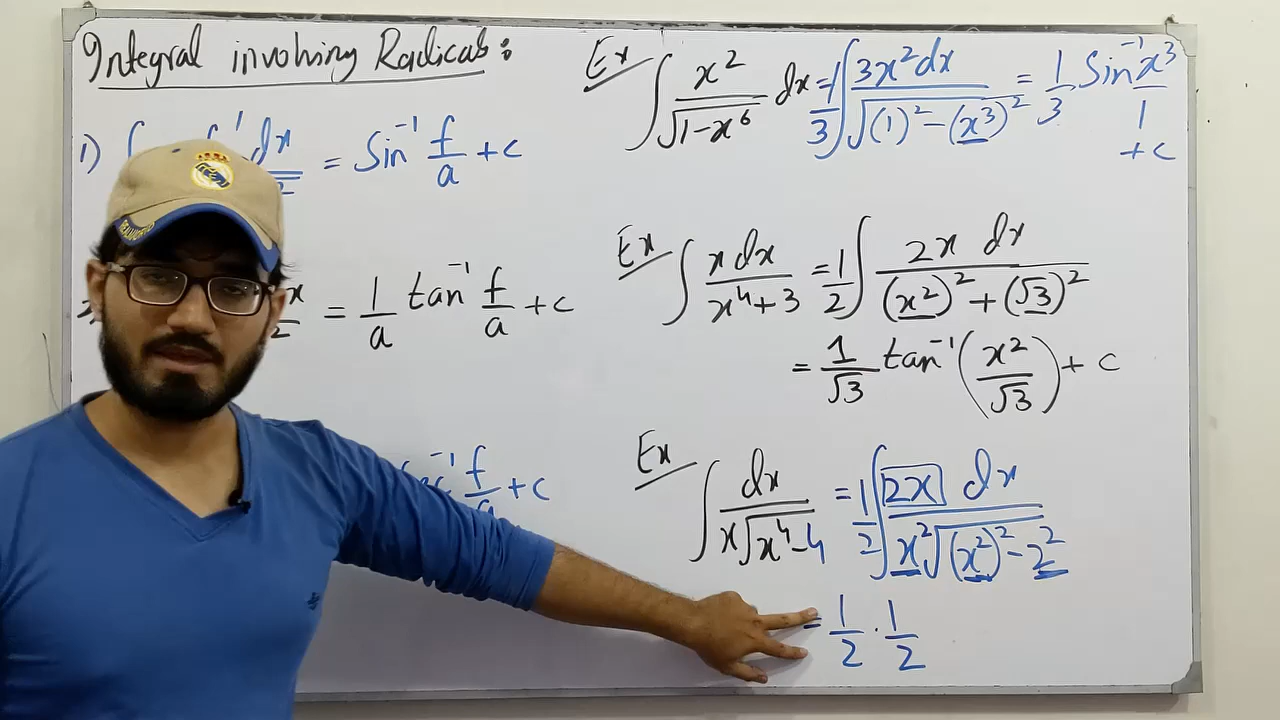 Integral involving Radicals:
1) ∫ f' dx = Sin⁻¹ f/a + c
= 1/a tan⁻¹ f/a + c
f/a + c
Ex ∫ x²/√(1-x⁶) dx = 1/3 ∫ 3x²dx/√((1)²-(x³)²) = 1/3 Sin⁻¹ x³/1
+ c
Ex ∫ x dx/(x⁴+3) = 1/2 ∫ 2x dx/((x²)²+(√3)²)
= 1/√3 tan⁻¹(x²/√3) + c
Ex ∫ dx/(x√(x⁴-4)) = 1/2 ∫ 2x dx/(x²√((x²)²-2²))
= 1/2 · 1/2